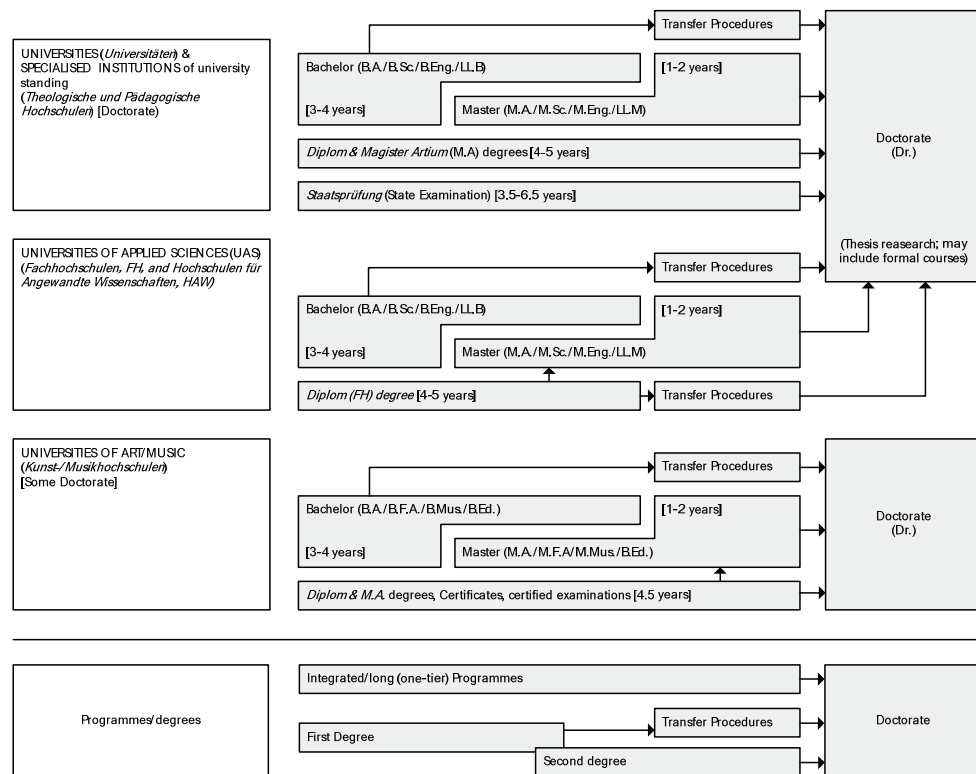 Transfer Procedures
UNIVERSITIES (Universitäten) &
SPECIALISED INSTITUTIONS of university
standing
(Theologische und Pädagogische
Hochschulen) [Doctorate)
Bachelor (B.A./B.Sc./B.Eng./LL.B)
[1-2 years]
[3-4 years]
Master (M.A./M.Sc./M.Eng./LL.M)
Doctorate
(Dr.)
Diplom & Magister Artium (M.A) degrees [4-5 years]
Staatsprüfung (State Examination) [3.5-6.5 years]
(Thesis reasearch; may
include formal courses)
UNIVERSITIES OF APPLIED SCIENCES (UAS)
(Fachhochschulen, FH, and Hochschulen für
Angewandte Wissenschaften, HAW)
Transfer Procedures
Bachelor (B.A./B.Sc./B.Eng./LL.B)
[1-2 years]
[3-4 years]
Master (M.A./M.Sc./M.Eng./LL.M)
Diplom (FH) degree [4-5 years]
Transfer Procedures
UNIVERSITIES OF ART/MUSIC
(Kunst-/Musikhochschulen)
[Some Doctorate]
Transfer Procedures
Bachelor (B.A./B.F.A./B.Mus./B.Ed.)
[1-2 years]
[3-4 years]
Master (M.A./M.F.A/M.Mus./B.Ed.)
Doctorate
(Dr.)
Diplom & M.A. degrees, Certificates, certified examinations [4.5 years]
Programmes/degrees
Integrated/long (one-tier) Programmes
Transfer Procedures
Doctorate
First Degree
Second degree